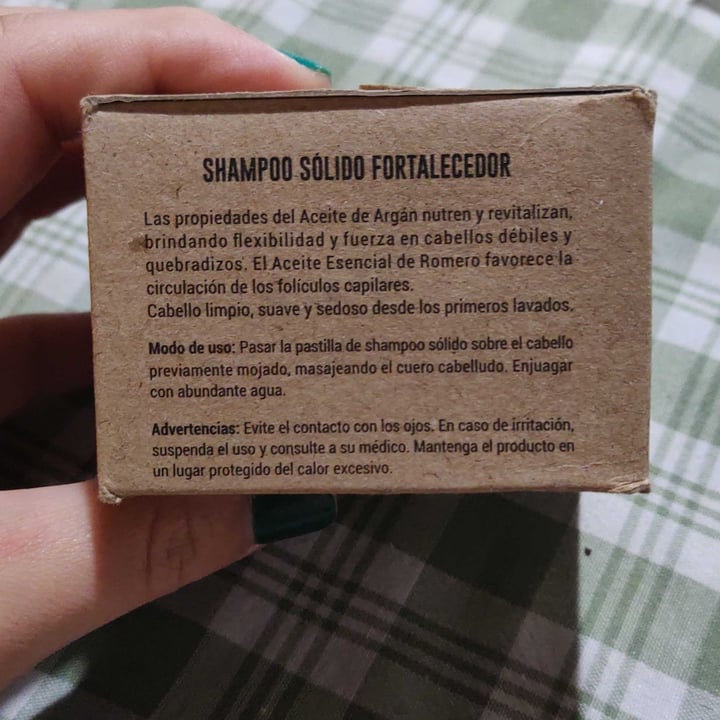 SHAMPOO SÓLIDO FORTALECEDOR
Las propiedades del Aceite de Argán nutren y revitalizan,
brindando flexibilidad y fuerza en cabellos débiles y
quebradizos. El Aceite Esencial de Romero favorece la
circulación de los folículos capilares.
Cabello limpio, suave y sedoso desde los primeros lavados.
Modo de uso: Pasar la pastilla de shampoo sólido sobre el cabello
previamente mojado, masajeando el cuero cabelludo. Enjuagar
con abundante agua.
Advertencias: Evite el contacto con los ojos. En caso de irritación,
suspenda el uso y consulte a su médico. Mantenga el producto en
un lugar protegido del calor excesivo.